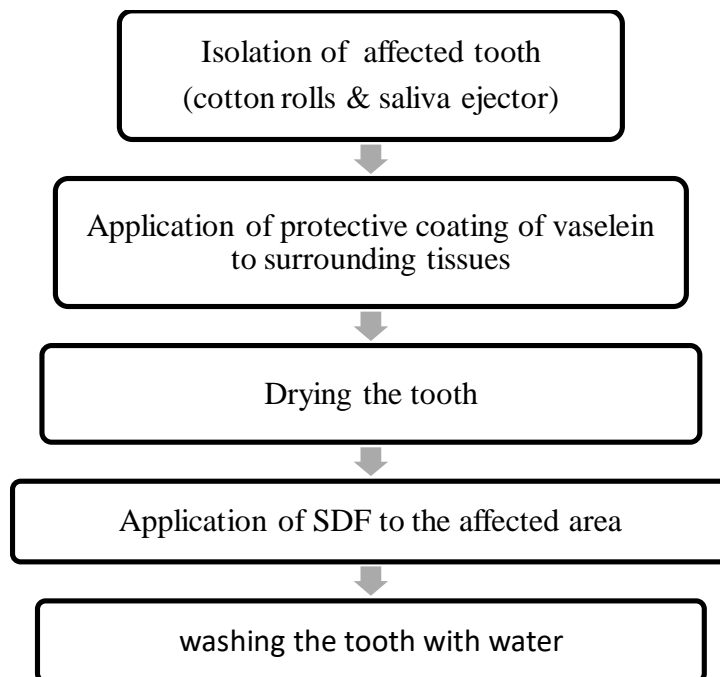 Isolation of affected tooth
(cotton rolls & saliva ejector)
Application of protective coating of vaselein
to surrounding tissues
Drying the tooth
Application of SDF to the affected area
washing the tooth with water